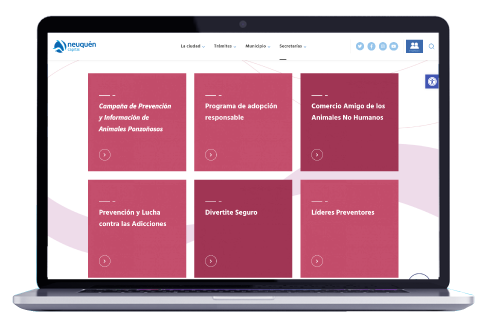 neuquén
capital
La ciudad
Trámites
Municipio
Secretarías
Campaña de Prevención
y Información de
Animales Ponzoñosos
Programa de adopción
responsable
Comercio Amigo de los
Animales No Humanos
Prevención y Lucha
contra las Adicciones
Divertite Seguro
Líderes Preventores